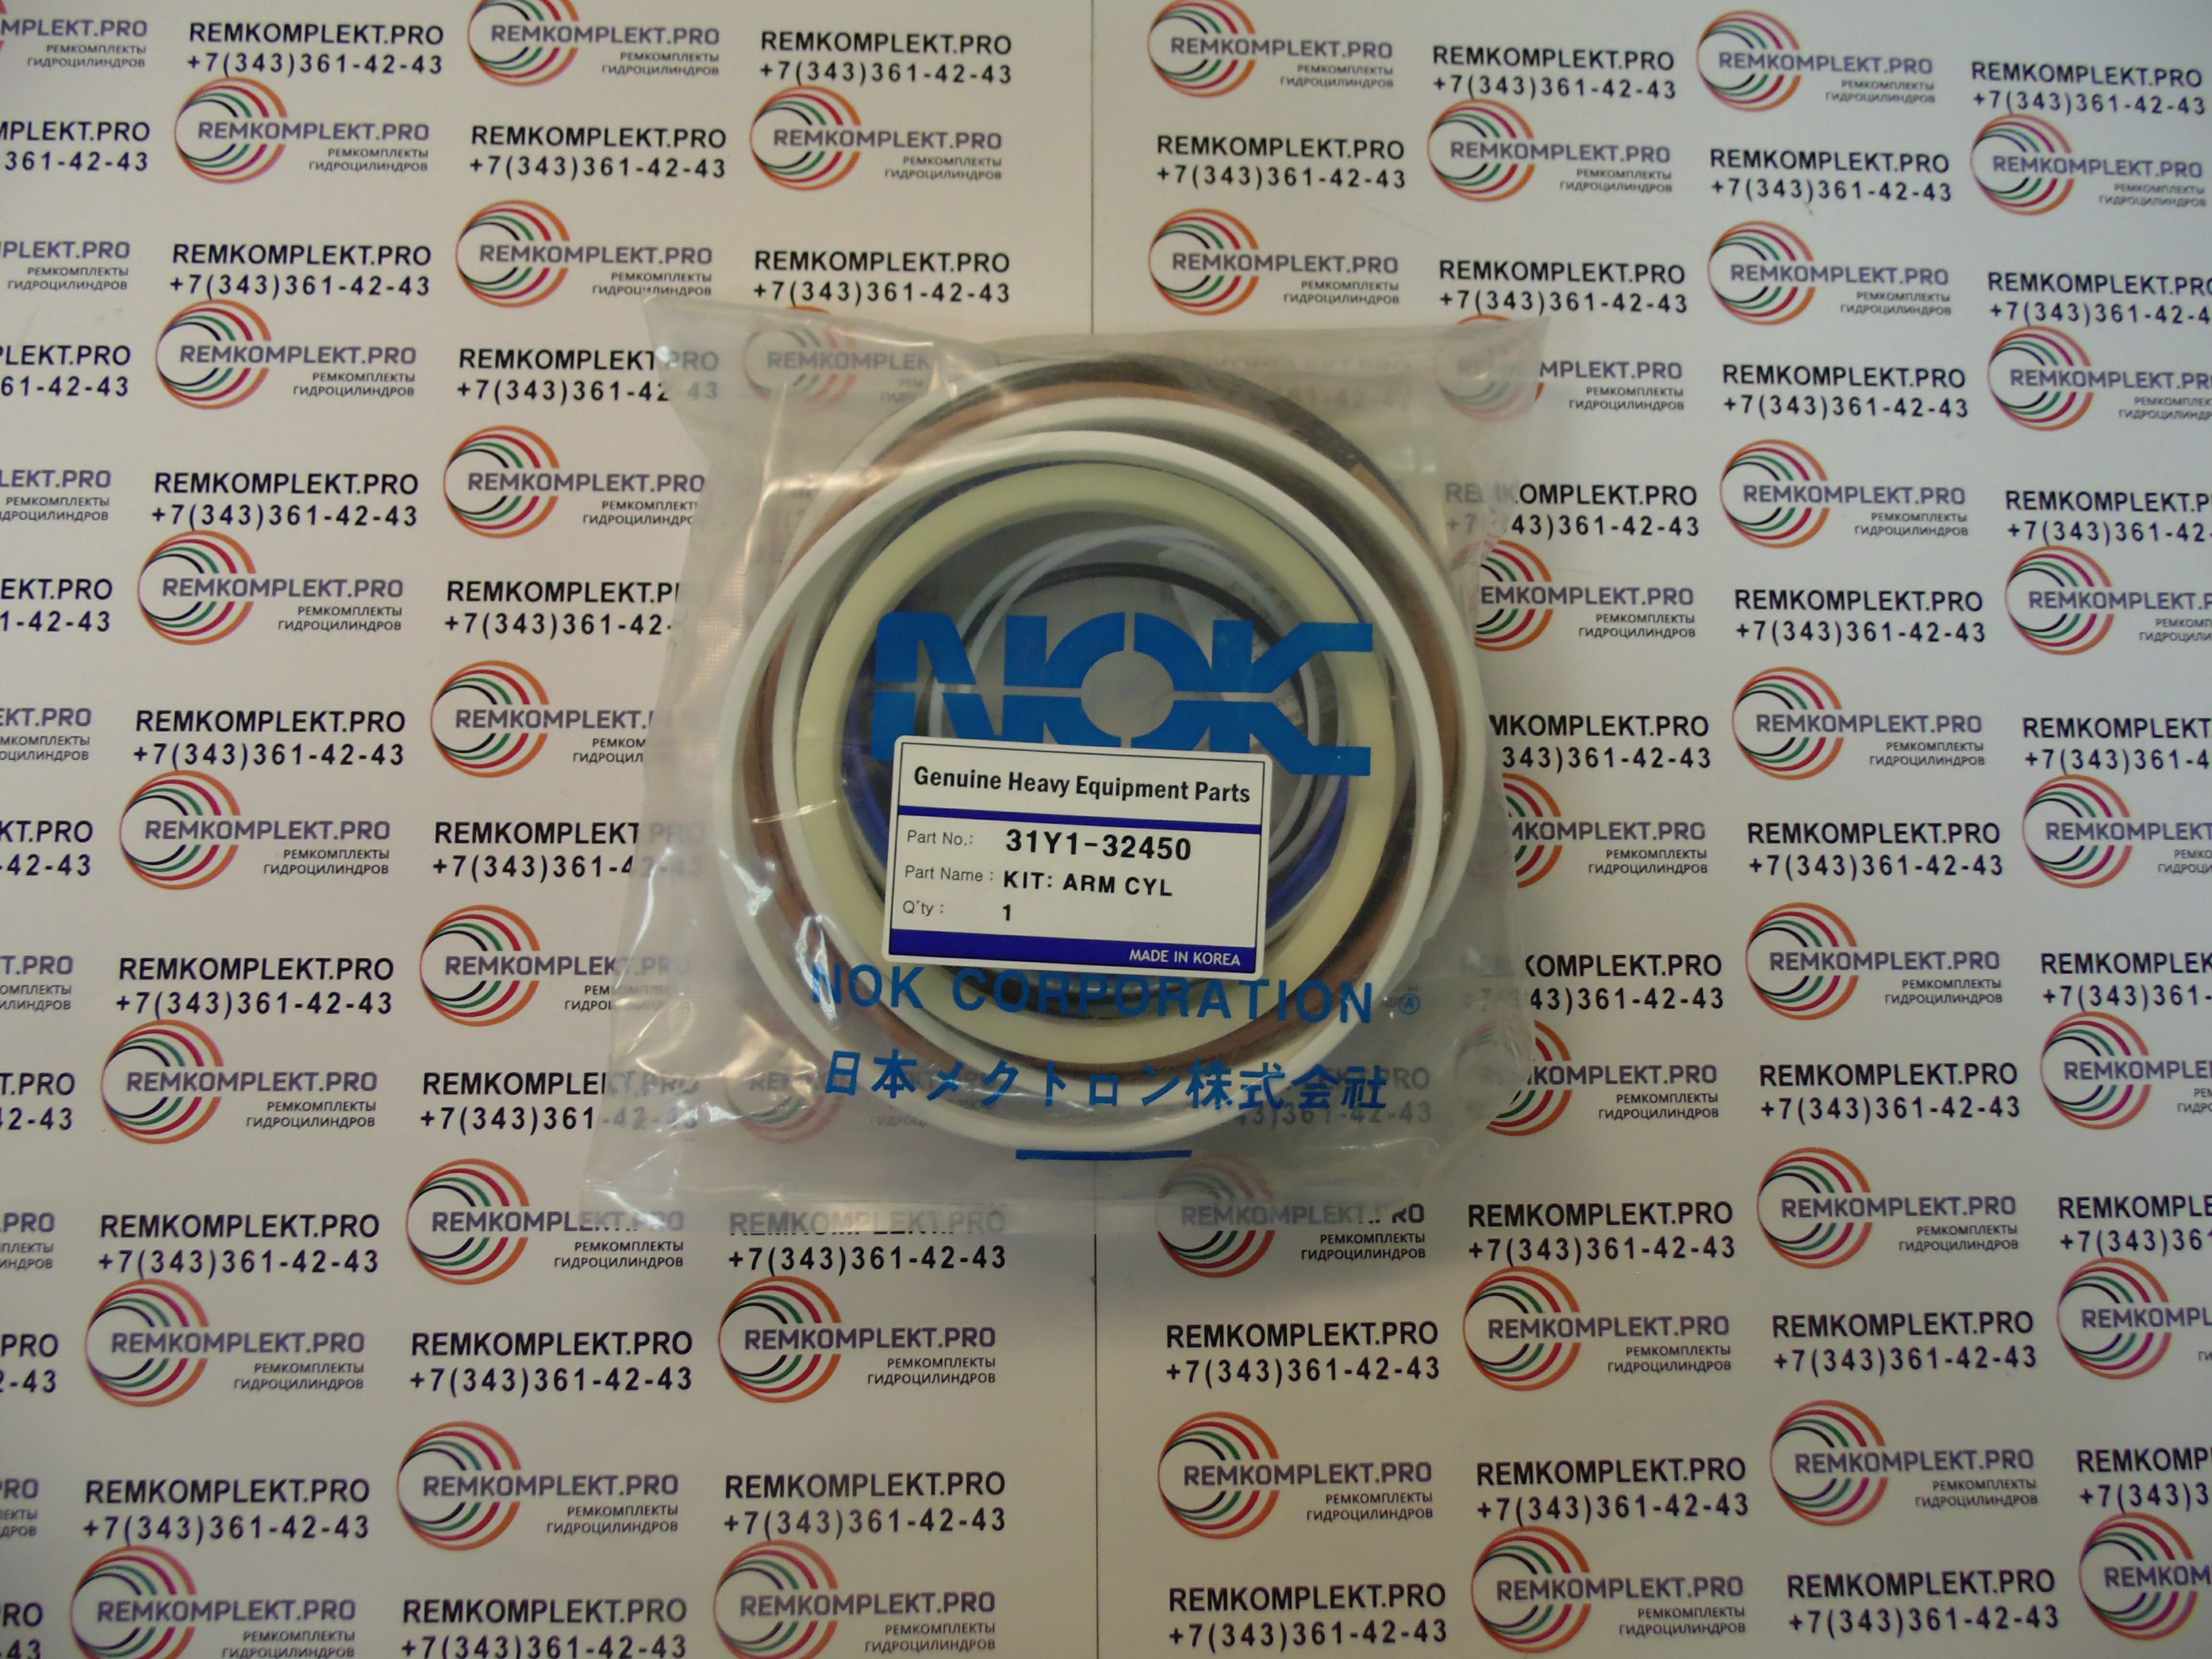 REMKOMPLEKT.PRO
+7(343)361-42-43
REMKOMPLEKT.PRO
РЕМКОМПЛЕКТЫ
ГИДРОЦИЛИНДРОВ
NOK
Genuine Heavy Equipment Parts
Part No.: 31Y1-32450
Part Name : KIT: ARM CYL
Q'ty : 1
MADE IN KOREA
NOK CORPORATION
日本メクトロン株式会社